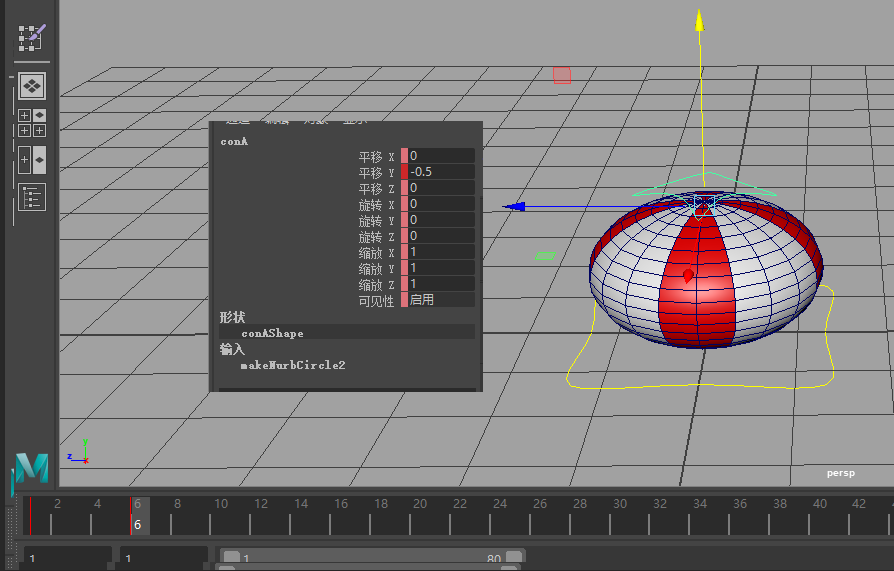 conA
平移 X 0
平移 Y -0.5
平移 Z 0
旋转 X 0
旋转 Y 0
旋转 Z 0
缩放 X 1
缩放 Y 1
缩放 Z 1
可见性 启用
形状
conAShape
输入
makeNurbCircle2
z
y
x
persp
M
2 4 6 8 10 12 14 16 18 20 22 24 26 28 30 32 34 36 38 40 42
6
1 1 1 80